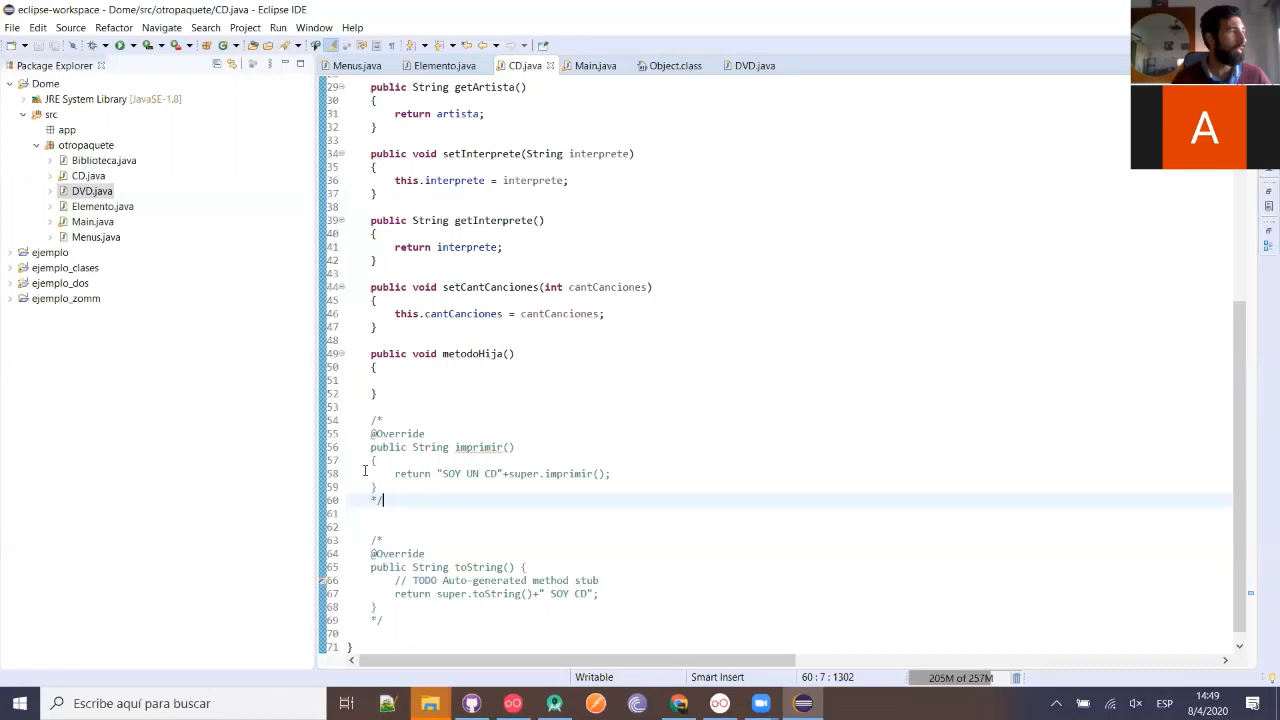 eclipse-workspace - Dome/src/otropaquete/CD.java - Eclipse IDE
File Edit Source Refactor Navigate Search Project Run Window Help
Package Explorer
Menus.java Elemento.java CD.java Main.java Object.class DVD.java
Dome
JRE System Library [JavaSE-1.8]
src
app
otropaquete
Biblioteca.java
CD.java
DVD.java
Elemento.java
Main.java
Menus.java
ejemplo
ejemplo_clases
ejemplo_dos
ejemplo_zomm
29 public String getArtista()
30 {
31 return artista;
32 }
33
34 public void setInterprete(String interprete)
35 {
36 this.interprete = interprete;
37 }
38
39 public String getInterprete()
40 {
41 return interprete;
42 }
43
44 public void setCantCanciones(int cantCanciones)
45 {
46 this.cantCanciones = cantCanciones;
47 }
48
49 public void metodoHija()
50 {
51
52 }
53
54 /*
55 @Override
56 public String imprimir()
57 {
58 return "SOY UN CD"+super.imprimir();
59 }
60 */
61
62
63 /*
64 @Override
65 public String toString() {
66 // TODO Auto-generated method stub
67 return super.toString()+" SOY CD";
68 }
69 */
70
71 }
A
Writable Smart Insert 60 : 7 : 1302 205M of 257M
Escribe aquí para buscar
ESP
14:49
8/4/2020